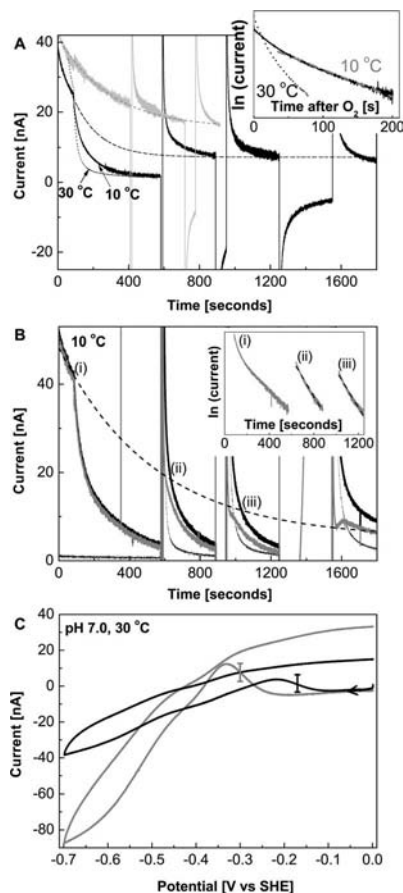 A
40
20
0
-20
Current [nA]
30 °C
10 °C
0 400 800 1200 1600
Time [seconds]
ln (current)
10 °C
30 °C
0 100 200
Time after O2 [s]
B
10 °C
40
20
0
Current [nA]
(i)
(ii)
(iii)
0 400 800 1200 1600
Time [seconds]
ln (current)
(i)
(ii)
(iii)
0 400 800 1200
Time [seconds]
C
pH 7.0, 30 °C
40
20
0
-20
-40
-60
-80
Current [nA]
-0.7 -0.6 -0.5 -0.4 -0.3 -0.2 -0.1 0.0
Potential [V vs SHE]